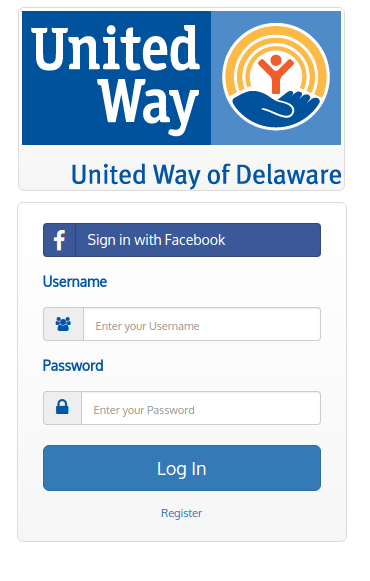 United
Way
United Way of Delaware
f
Sign in with Facebook
Username
Enter your Username
Password
Enter your Password
Log In
Register